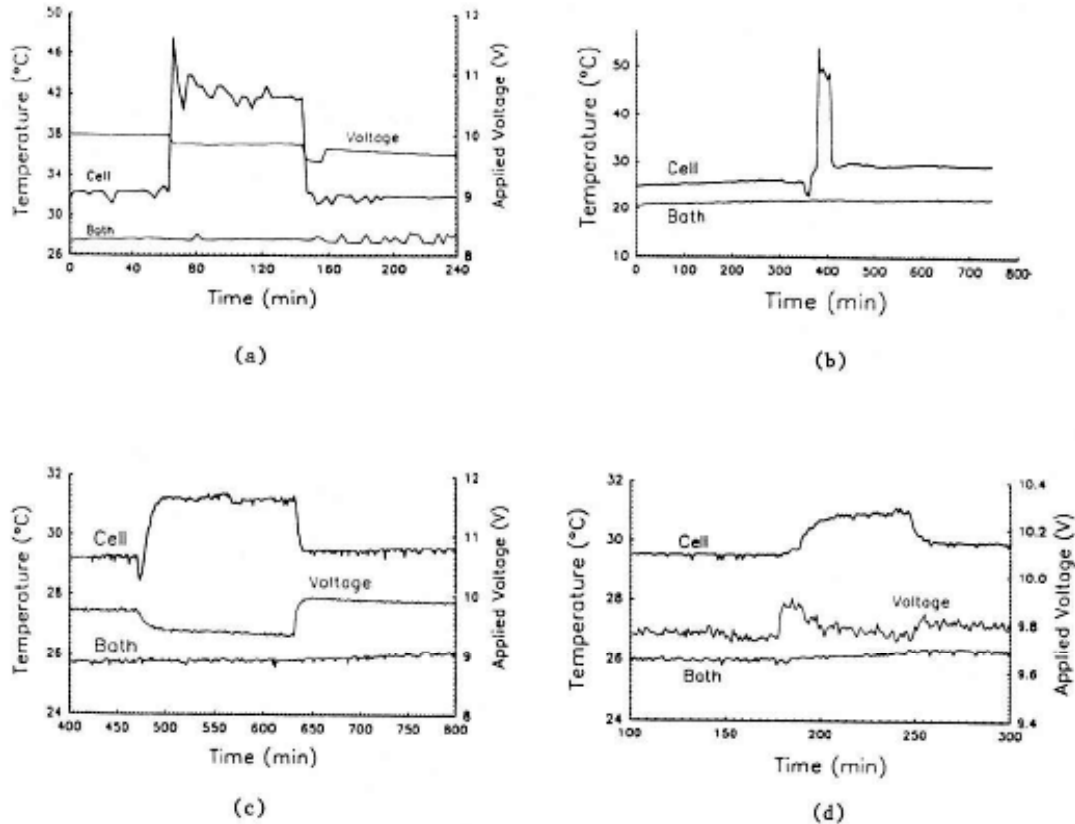 50
46
42
38
34
30
26
Temperature (°C)
12
11
10
9
8
Applied Voltage (V)
Voltage
Cell
Bath
0
40
80
120
160
200
240
Time (min)
(a)
50
40
30
20
10
Temperature (°C)
Cell
Bath
0
100
200
300
400
500
600
700
800
Time (min)
(b)
32
31
29
28
26
24
Temperature (°C)
12
11
10
9
8
Applied Voltage (V)
Cell
Voltage
Bath
400
450
500
550
600
650
700
750
800
Time (min)
(c)
32
30
28
26
24
Temperature (°C)
10.4
10.2
10.0
9.8
9.6
9.4
Applied Voltage (V)
Cell
Voltage
Bath
100
150
200
250
300
Time (min)
(d)